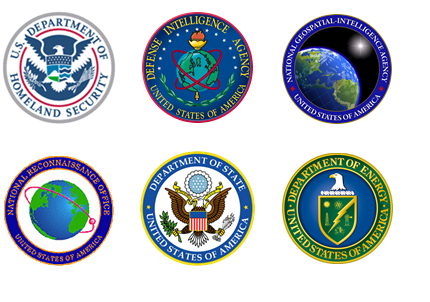 U.S. DEPARTMENT OF
HOMELAND SECURITY
DEFENSE INTELLIGENCE AGENCY
UNITED STATES OF AMERICA
NATIONAL GEOSPATIAL-INTELLIGENCE AGENCY
UNITED STATES OF AMERICA
NATIONAL RECONNAISSANCE OFFICE
UNITED STATES OF AMERICA
DEPARTMENT OF STATE
UNITED STATES OF AMERICA
DEPARTMENT OF ENERGY
UNITED STATES OF AMERICA